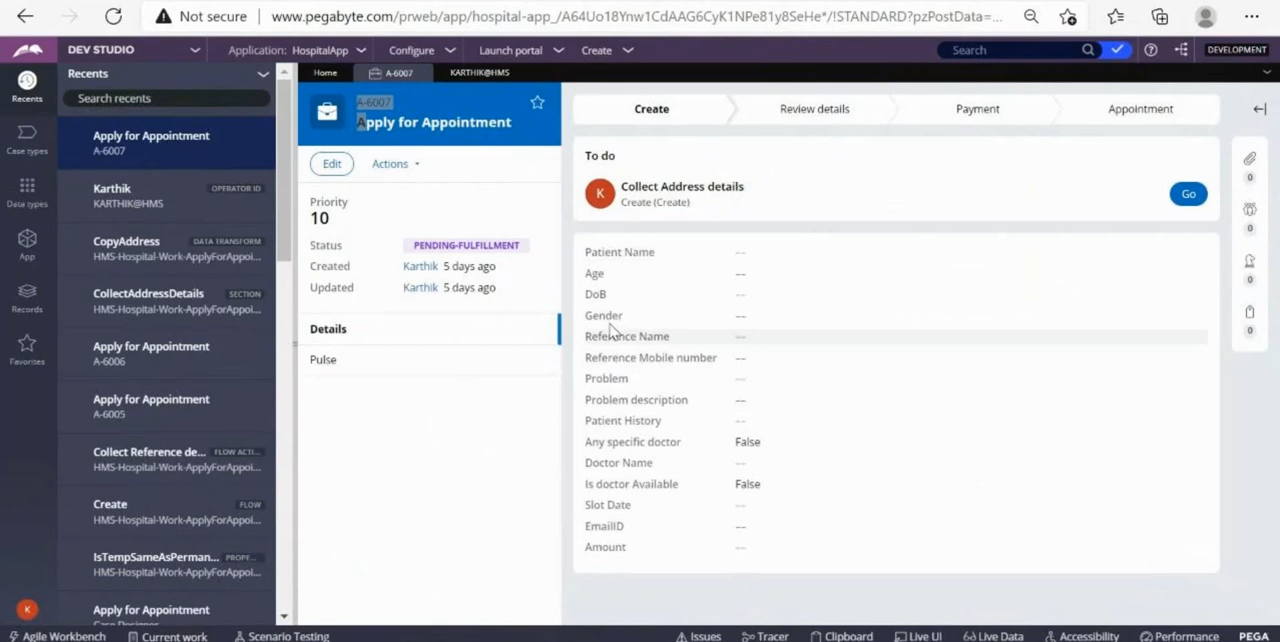 Not secure
www.pegabyte.com/prweb/app/hospital-app_/A64Uo18Ynw1CdAAG6CyK1NPe81y8SeHe*/!STANDARD?pzPostData=...
DEV STUDIO
Application: HospitalApp
Configure
Launch portal
Create
Search
DEVELOPMENT
Recents
Case types
Data types
App
Records
Favorites
K
Recents
Search recents
Apply for Appointment
A-6007
Karthik OPERATOR ID
KARTHIK@HMS
CopyAddress DATA TRANSFORM
HMS-Hospital-Work-ApplyForAppoi...
CollectAddressDetails SECTION
HMS-Hospital-Work-ApplyForAppoi...
Apply for Appointment
A-6006
Apply for Appointment
A-6005
Collect Reference de... FLOW ACTI...
HMS-Hospital-Work-ApplyForAppoi...
Create FLOW
HMS-Hospital-Work-ApplyForAppoi...
IsTempSameAsPerman... PROPE...
HMS-Hospital-Work-ApplyForAppoi...
Apply for Appointment
Case Designer
Home
A-6007
KARTHIK@HMS
A-6007
Apply for Appointment
Edit
Actions
Priority
10
Status PENDING-FULFILLMENT
Created Karthik 5 days ago
Updated Karthik 5 days ago
Details
Pulse
Create
Review details
Payment
Appointment
To do
K
Collect Address details
Create (Create)
Go
Patient Name --
Age --
DoB --
Gender --
Reference Name --
Reference Mobile number --
Problem --
Problem description --
Patient History --
Any specific doctor False
Doctor Name --
Is doctor Available False
Slot Date --
EmailID --
Amount --
0
0
0
0
Agile Workbench
Current work
Scenario Testing
Issues
Tracer
Clipboard
Live UI
Live Data
Accessibility
Performance
PEGA